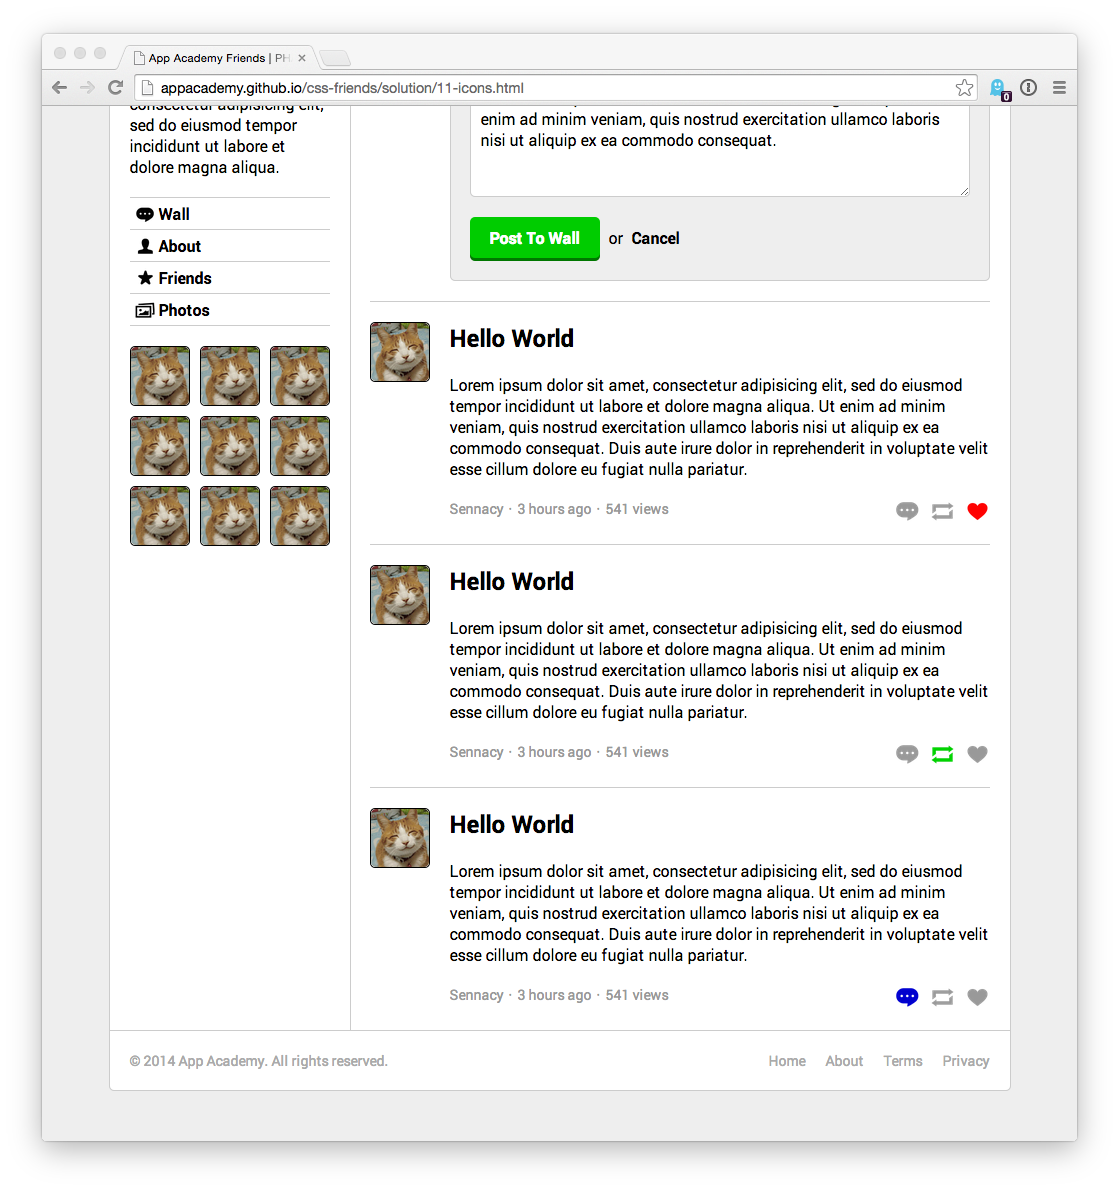 App Academy Friends | PH
appacademy.github.io/css-friends/solution/11-icons.html
0
consectetur adipisicing elit,
sed do eiusmod tempor
incididunt ut labore et
dolore magna aliqua.
Wall
About
Friends
Photos
enim ad minim veniam, quis nostrud exercitation ullamco laboris
nisi ut aliquip ex ea commodo consequat.
Post To Wall or Cancel
Hello World
Lorem ipsum dolor sit amet, consectetur adipisicing elit, sed do eiusmod
tempor incididunt ut labore et dolore magna aliqua. Ut enim ad minim
veniam, quis nostrud exercitation ullamco laboris nisi ut aliquip ex ea
commodo consequat. Duis aute irure dolor in reprehenderit in voluptate velit
esse cillum dolore eu fugiat nulla pariatur.
Sennacy · 3 hours ago · 541 views
Hello World
Lorem ipsum dolor sit amet, consectetur adipisicing elit, sed do eiusmod
tempor incididunt ut labore et dolore magna aliqua. Ut enim ad minim
veniam, quis nostrud exercitation ullamco laboris nisi ut aliquip ex ea
commodo consequat. Duis aute irure dolor in reprehenderit in voluptate velit
esse cillum dolore eu fugiat nulla pariatur.
Sennacy · 3 hours ago · 541 views
Hello World
Lorem ipsum dolor sit amet, consectetur adipisicing elit, sed do eiusmod
tempor incididunt ut labore et dolore magna aliqua. Ut enim ad minim
veniam, quis nostrud exercitation ullamco laboris nisi ut aliquip ex ea
commodo consequat. Duis aute irure dolor in reprehenderit in voluptate velit
esse cillum dolore eu fugiat nulla pariatur.
Sennacy · 3 hours ago · 541 views
© 2014 App Academy. All rights reserved.
Home About Terms Privacy